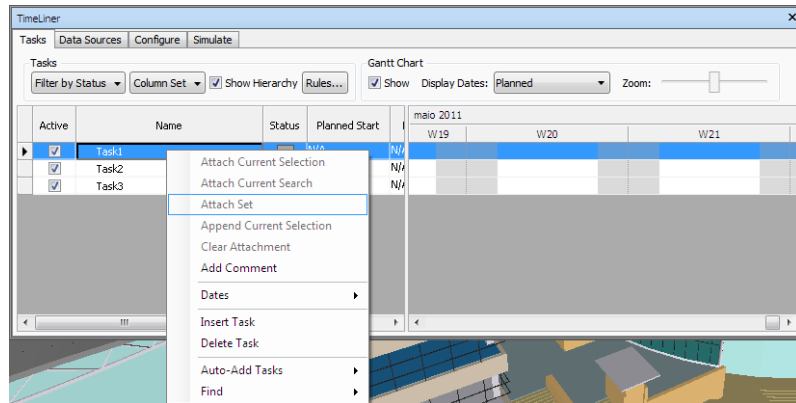 TimeLiner
Tasks Data Sources Configure Simulate
Tasks Gantt Chart
Filter by Status Column Set Show Hierarchy Rules... Show Display Dates: Planned Zoom:
Active Name Status Planned Start maio 2011
W19 W20 W21
Task1 N/A
Task2
Task3
Attach Current Selection
Attach Current Search
Attach Set
Append Current Selection
Clear Attachment
Add Comment
Dates
Insert Task
Delete Task
Auto-Add Tasks
Find